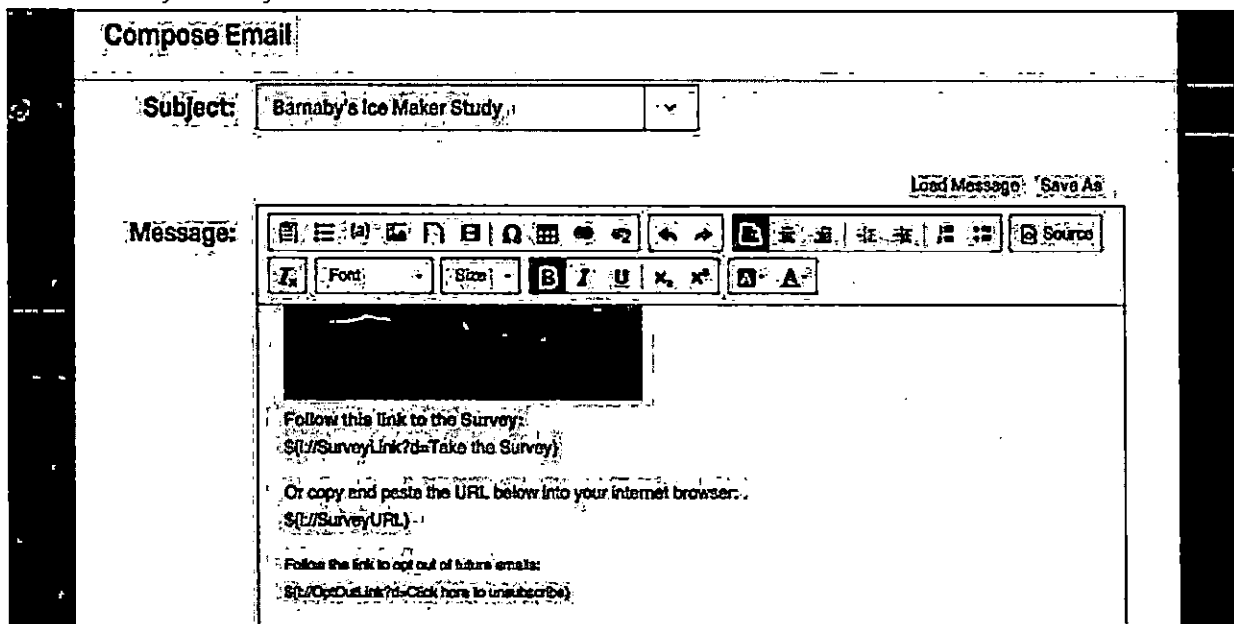 Compose Email
Subject: Barnaby's Ice Maker Study
Load Message Save As
Message:
Source
Font Size B I U
Follow this link to the Survey:
${l://SurveyLink?d=Take the Survey}
Or copy and paste the URL below into your internet browser:
${l://SurveyURL}
Follow the link to opt out of future emails:
${l://OptOutLink?d=Click here to unsubscribe}